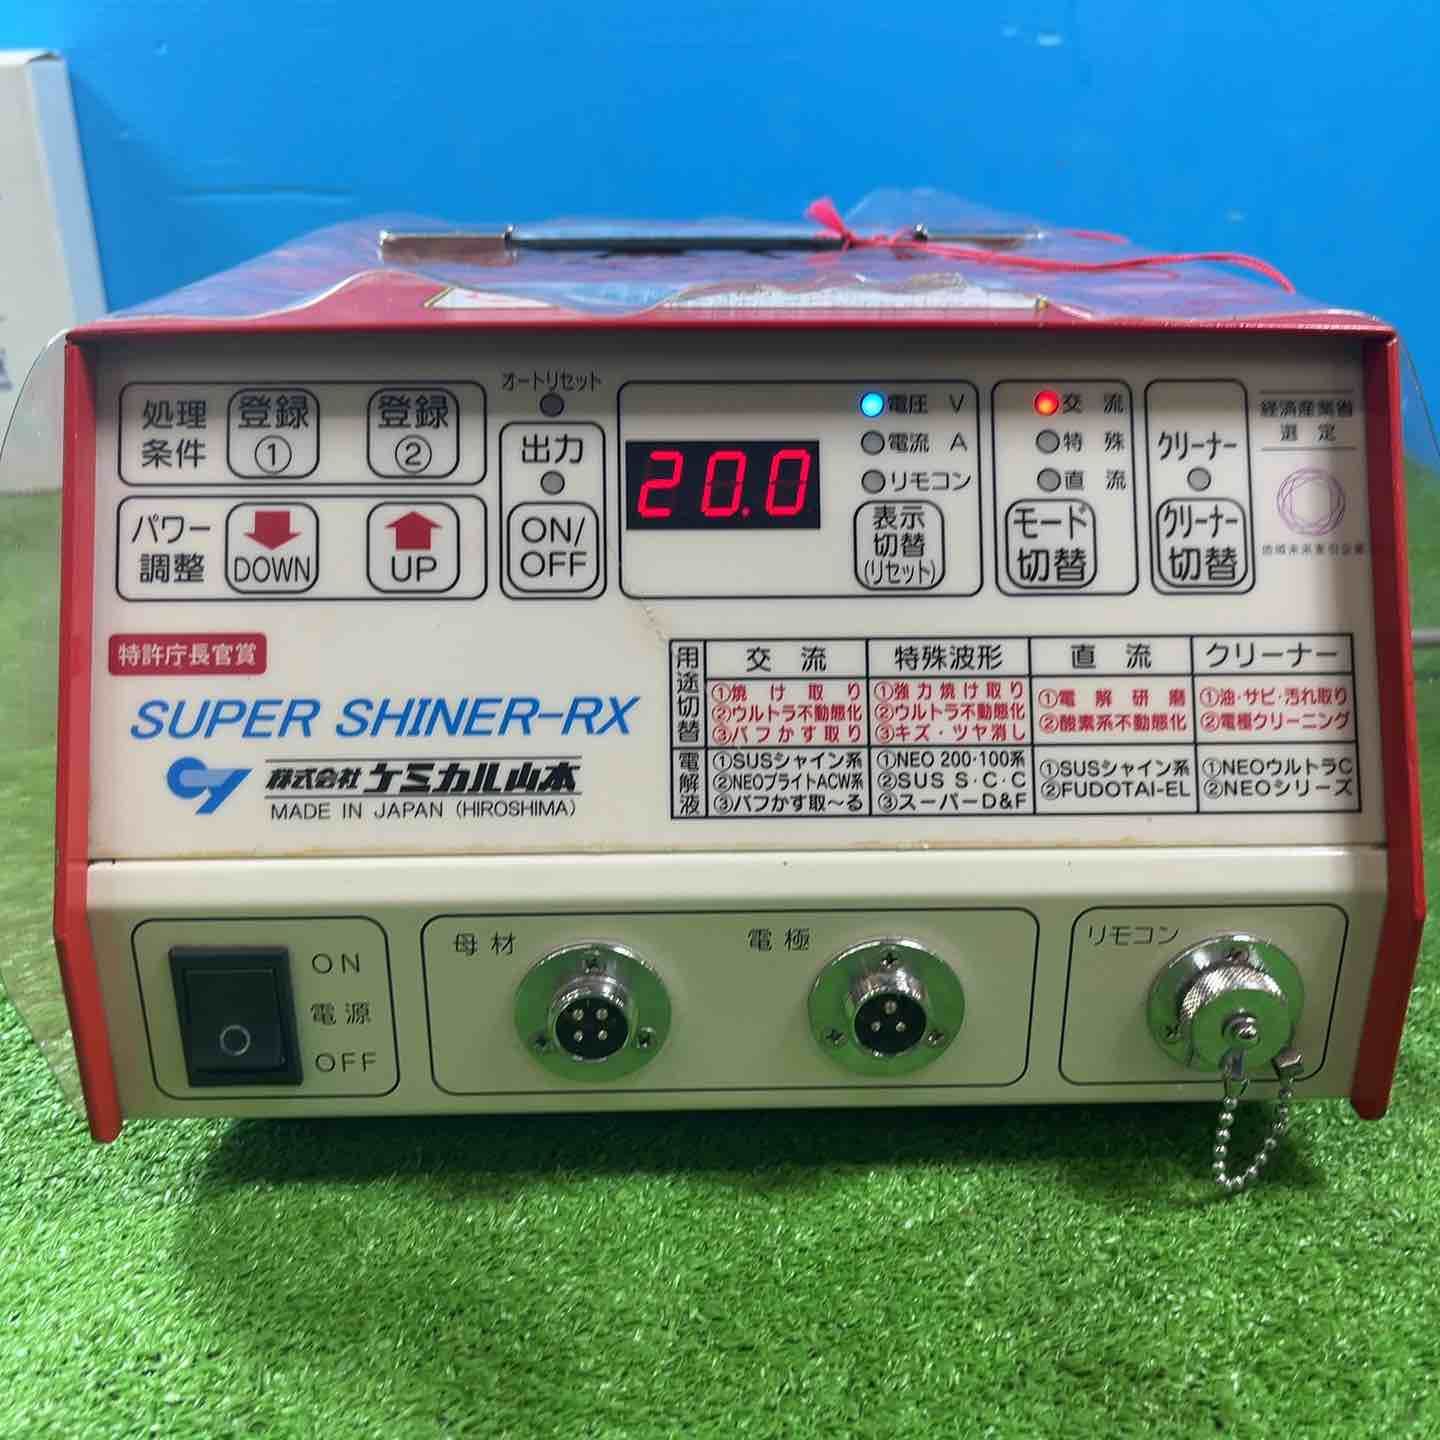 処理
条件
登録
①
登録
②
パワー
調整
DOWN
UP
オートリセット
出力
ON/
OFF
20.0
電圧 V
電流 A
リモコン
表示
切替
(リセット)
交流
特殊
直流
モード
切替
クリーナー
クリーナー
切替
経済産業省
選定
地域未来牽引企業
特許庁長官賞
SUPER SHINER-RX
株式会社 ケミカル山本
MADE IN JAPAN (HIROSHIMA)
用途切替
交流
特殊波形
直流
クリーナー
①焼け取り
②ウルトラ不動態化
③バフかす取り
①強力焼け取り
②ウルトラ不動態化
③キズ・ツヤ消し
①電解研磨
②酸素系不動態化
①油・サビ・汚れ取り
②電極クリーニング
電解液
①SUSシャイン系
②NEOブライトACW系
③バフかす取〜る
①NEO 200・100系
②SUS S・C・C
③スーパーD&F
①SUSシャイン系
②FUDOTAI-EL
①NEOウルトラC
②NEOシリーズ
ON
電源
OFF
母材
電極
リモコン